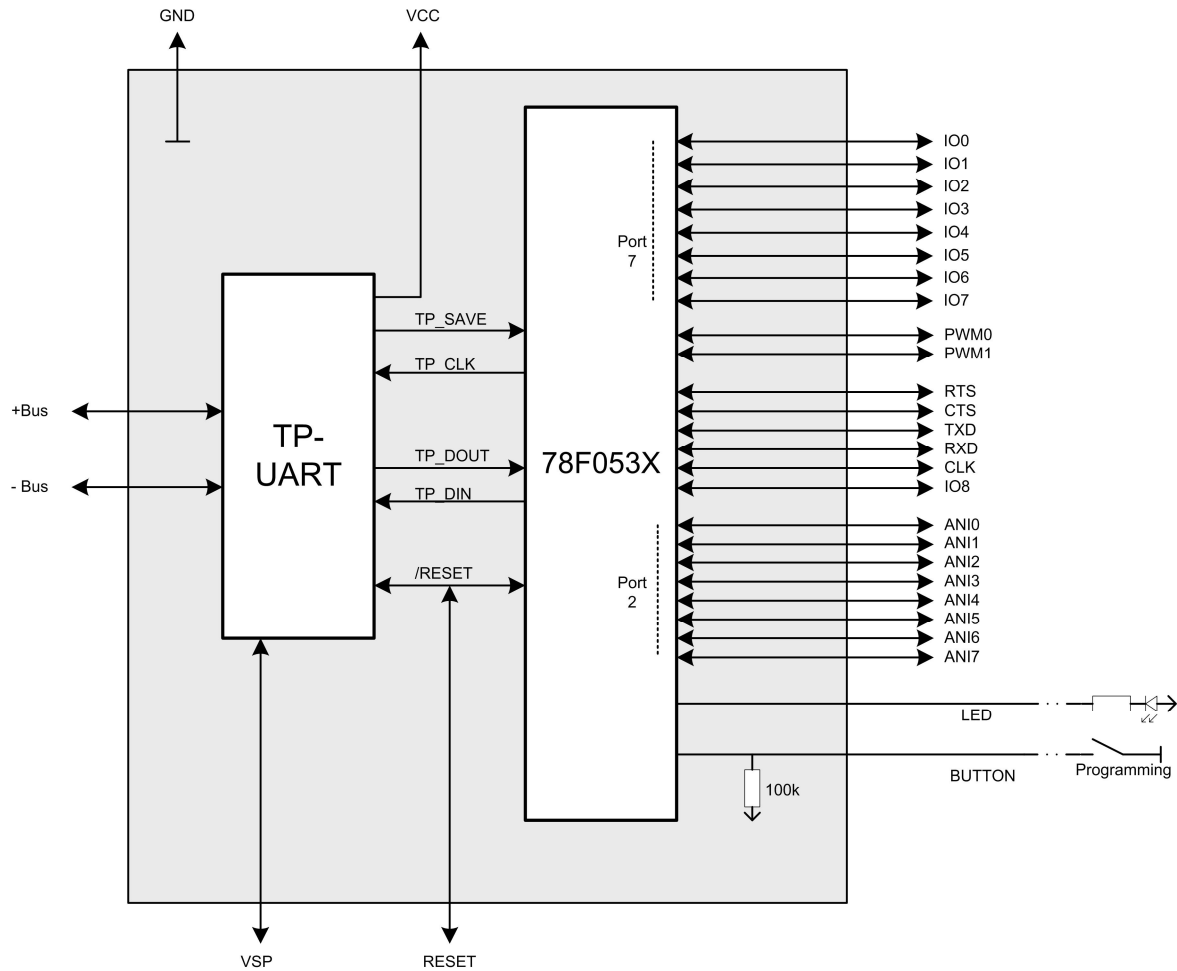 GND
VCC
IO0
IO1
IO2
IO3
IO4
IO5
IO6
IO7
Port
7
PWM0
PWM1
TP_SAVE
TP_CLK
RTS
CTS
TXD
RXD
CLK
IO8
+Bus
- Bus
TP-
UART
TP_DOUT
TP_DIN
78F053X
/RESET
ANI0
ANI1
ANI2
ANI3
ANI4
ANI5
ANI6
ANI7
Port
2
LED
BUTTON
Programming
100k
VSP
RESET